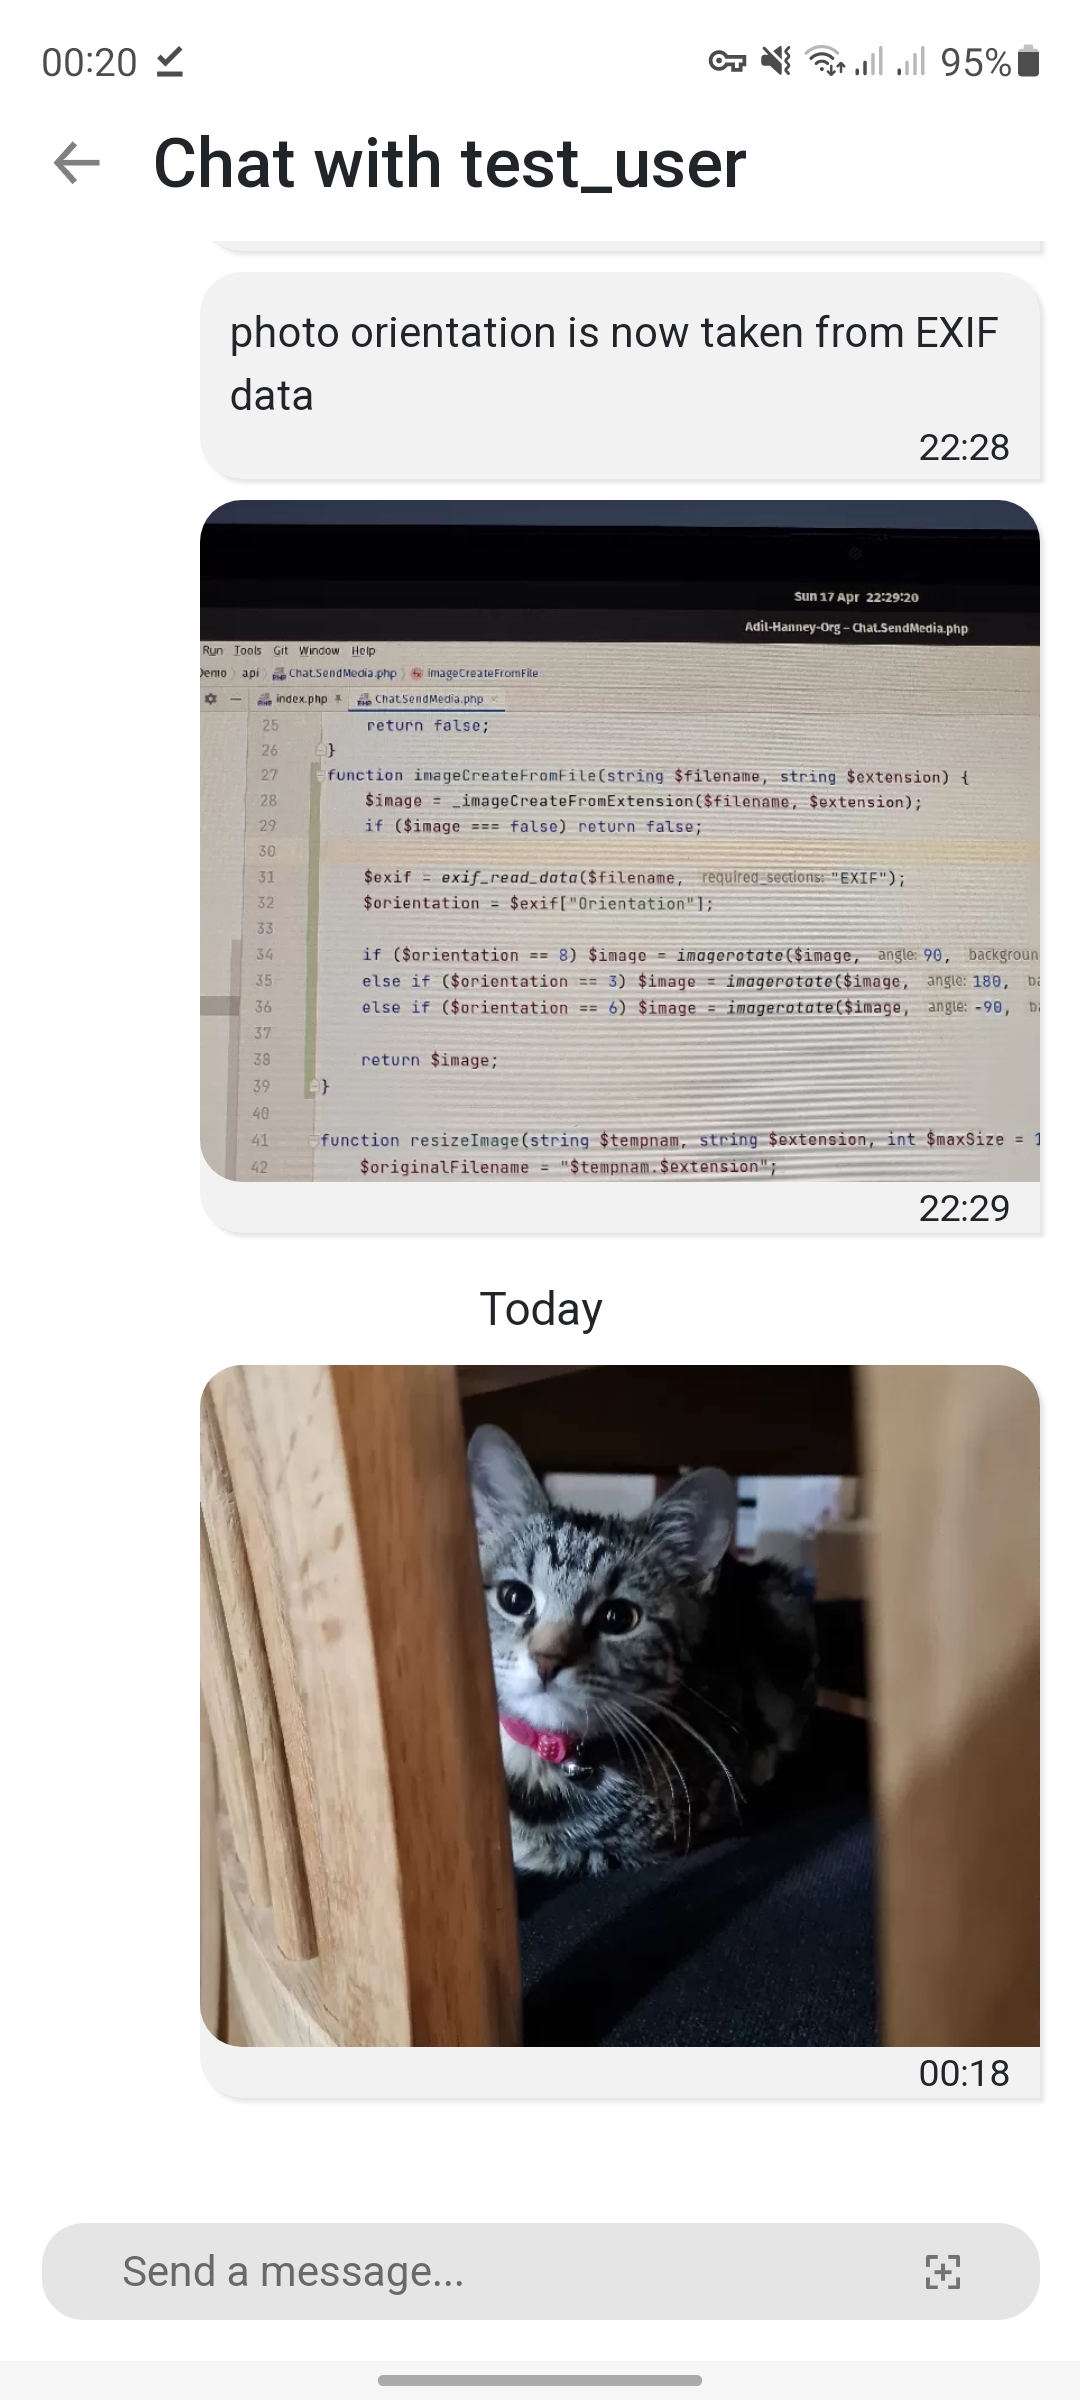 00:20
95%
Chat with test_user
photo orientation is now taken from EXIF
data
22:28
Sun 17 Apr 22:29:20
Adil-Hanney-Org – Chat.SendMedia.php
Run Tools Git Window Help
Demo api Chat.SendMedia.php imageCreateFromFile
index.php Chat.SendMedia.php
25 return false;
26 }
27 function imageCreateFromFile(string $filename, string $extension) {
28 $image = _imageCreateFromExtension($filename, $extension);
29 if ($image === false) return false;
30
31 $exif = exif_read_data($filename, required_sections: "EXIF");
32 $orientation = $exif["Orientation"];
33
34 if ($orientation == 8) $image = imagerotate($image, angle: 90, backgroun
35 else if ($orientation == 3) $image = imagerotate($image, angle: 180, ba
36 else if ($orientation == 6) $image = imagerotate($image, angle: -90, ba
37
38 return $image;
39 }
40
41 function resizeImage(string $tempnam, string $extension, int $maxSize = 1
42 $originalFilename = "$tempnam.$extension";
22:29
Today
00:18
Send a message...